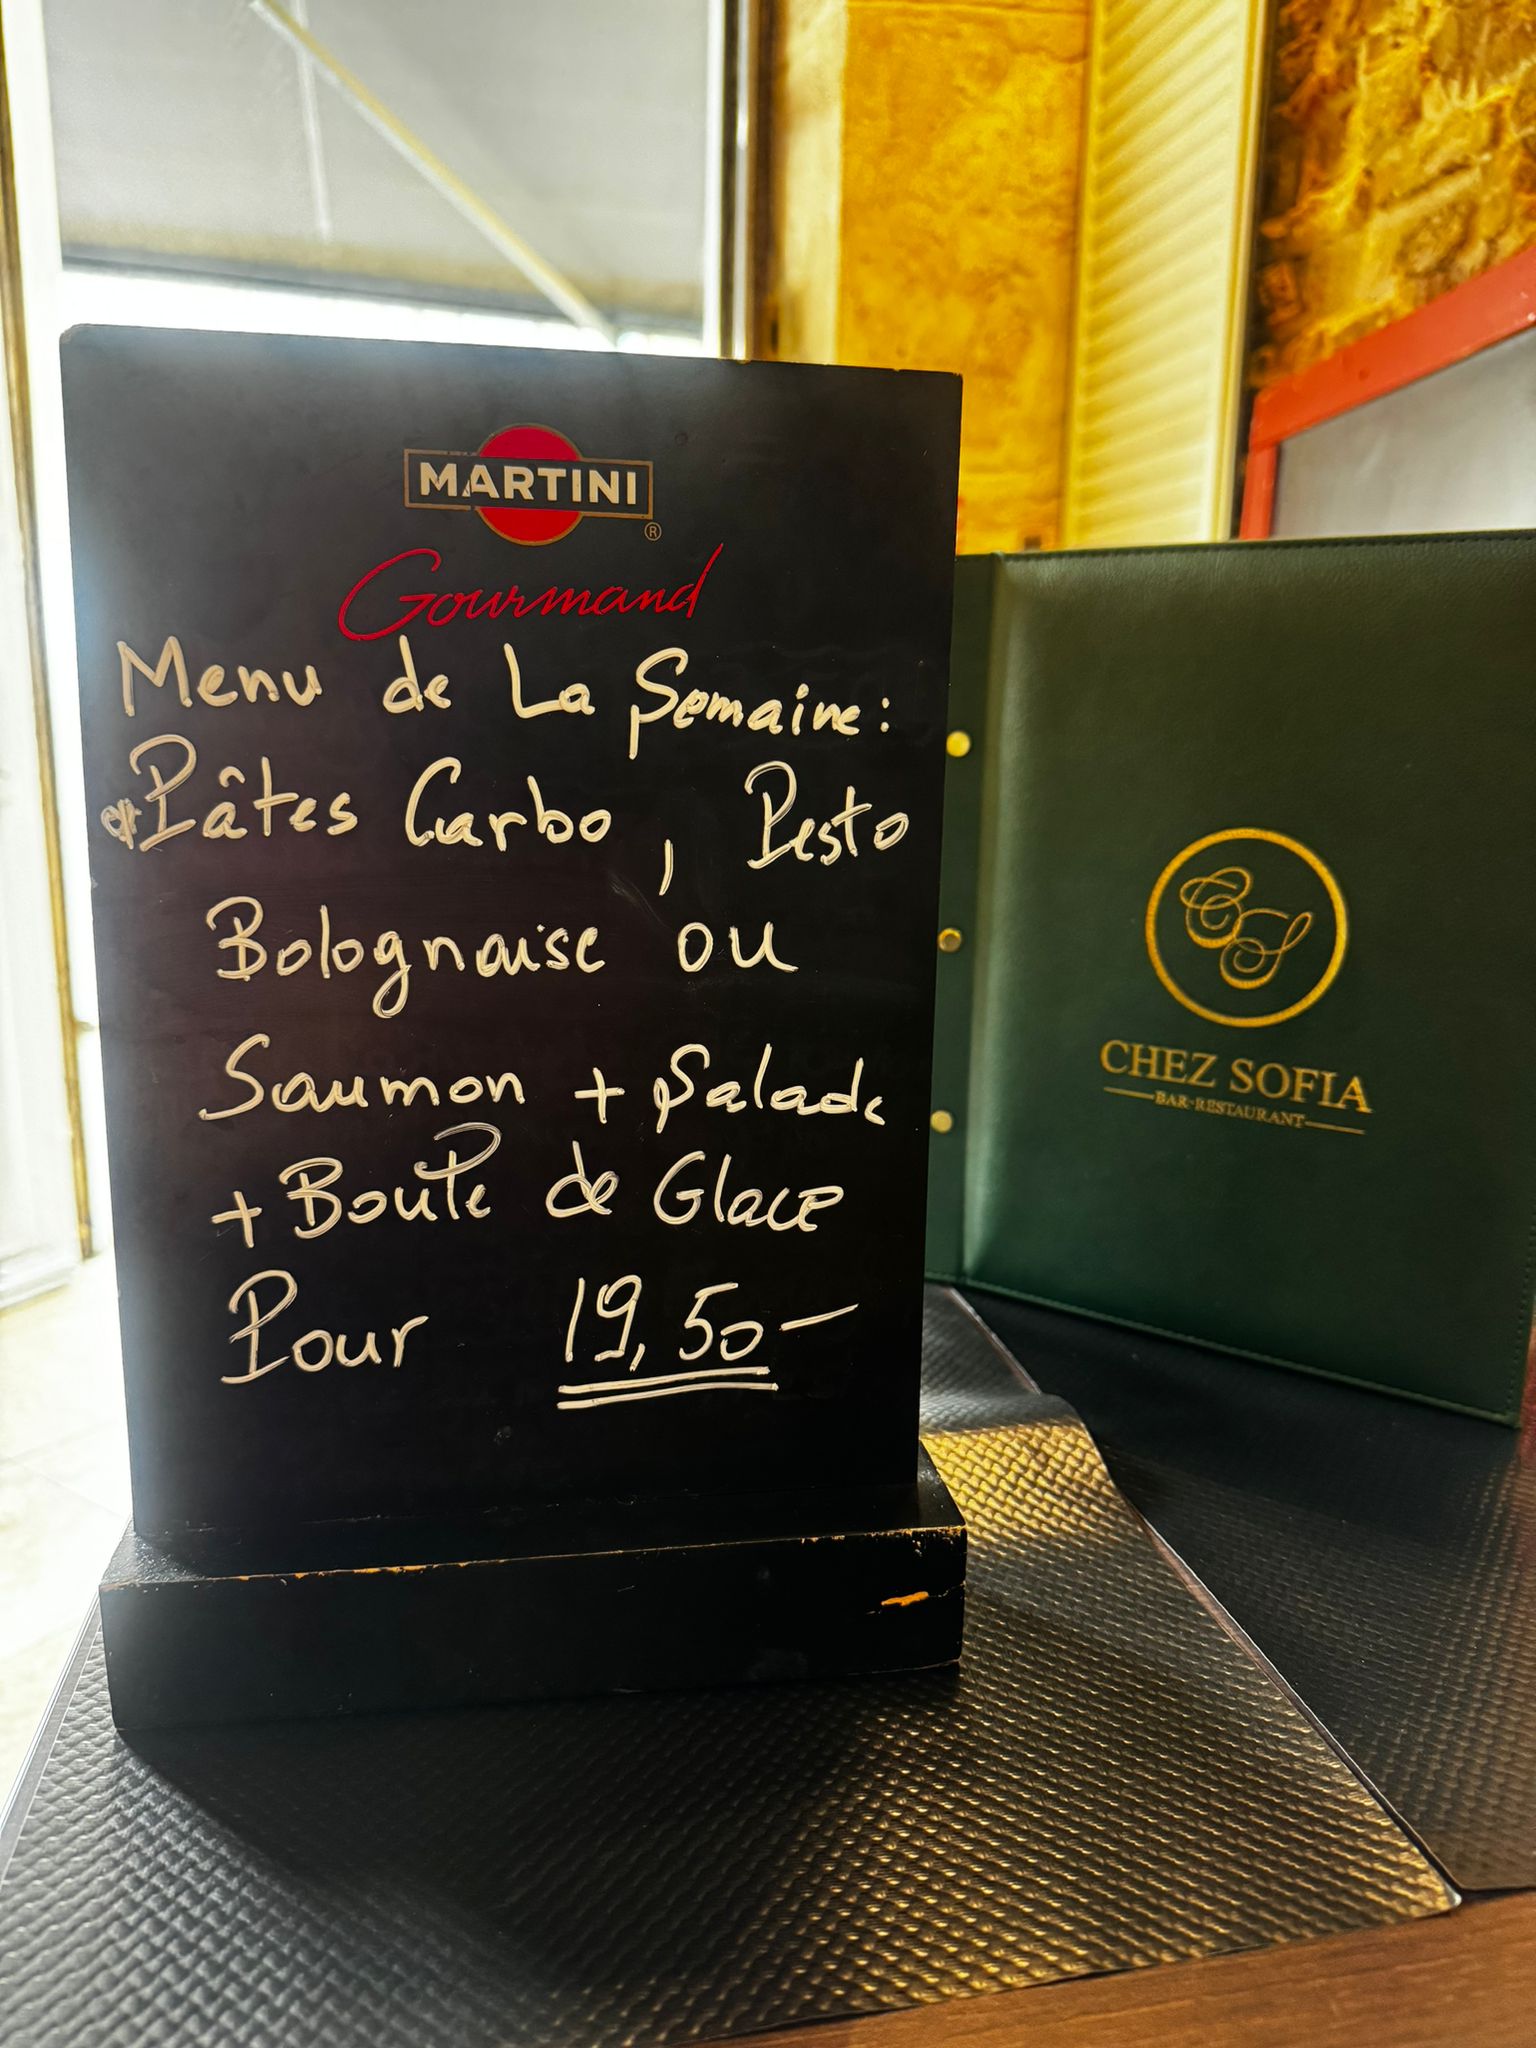 MARTINI
®
Gourmand
Menu de La Semaine:
Pâtes Carbo, Pesto
Bolognaise ou
Saumon + Salade
+ Boule de Glace
Pour 19,50-
CS
CHEZ SOFIA
BAR-RESTAURANT